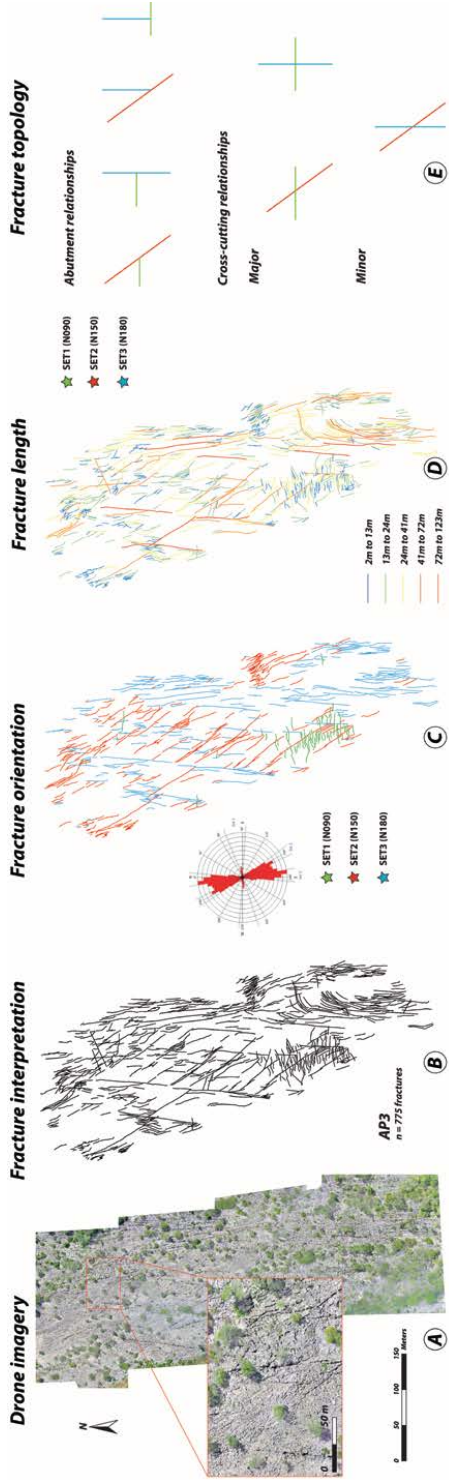 Drone imagery
N
0 50 m
0 50 100 150
Meters
A
Fracture interpretation
AP3
n = 775 fractures
B
Fracture orientation
SET1 (N090)
SET2 (N150)
SET3 (N180)
C
Fracture length
2m to 13m
13m to 24m
24m to 41m
41m to 72m
72m to 123m
D
SET1 (N090)
SET2 (N150)
SET3 (N180)
Fracture topology
Abutment relationships
Cross-cutting relationships
Major
Minor
E